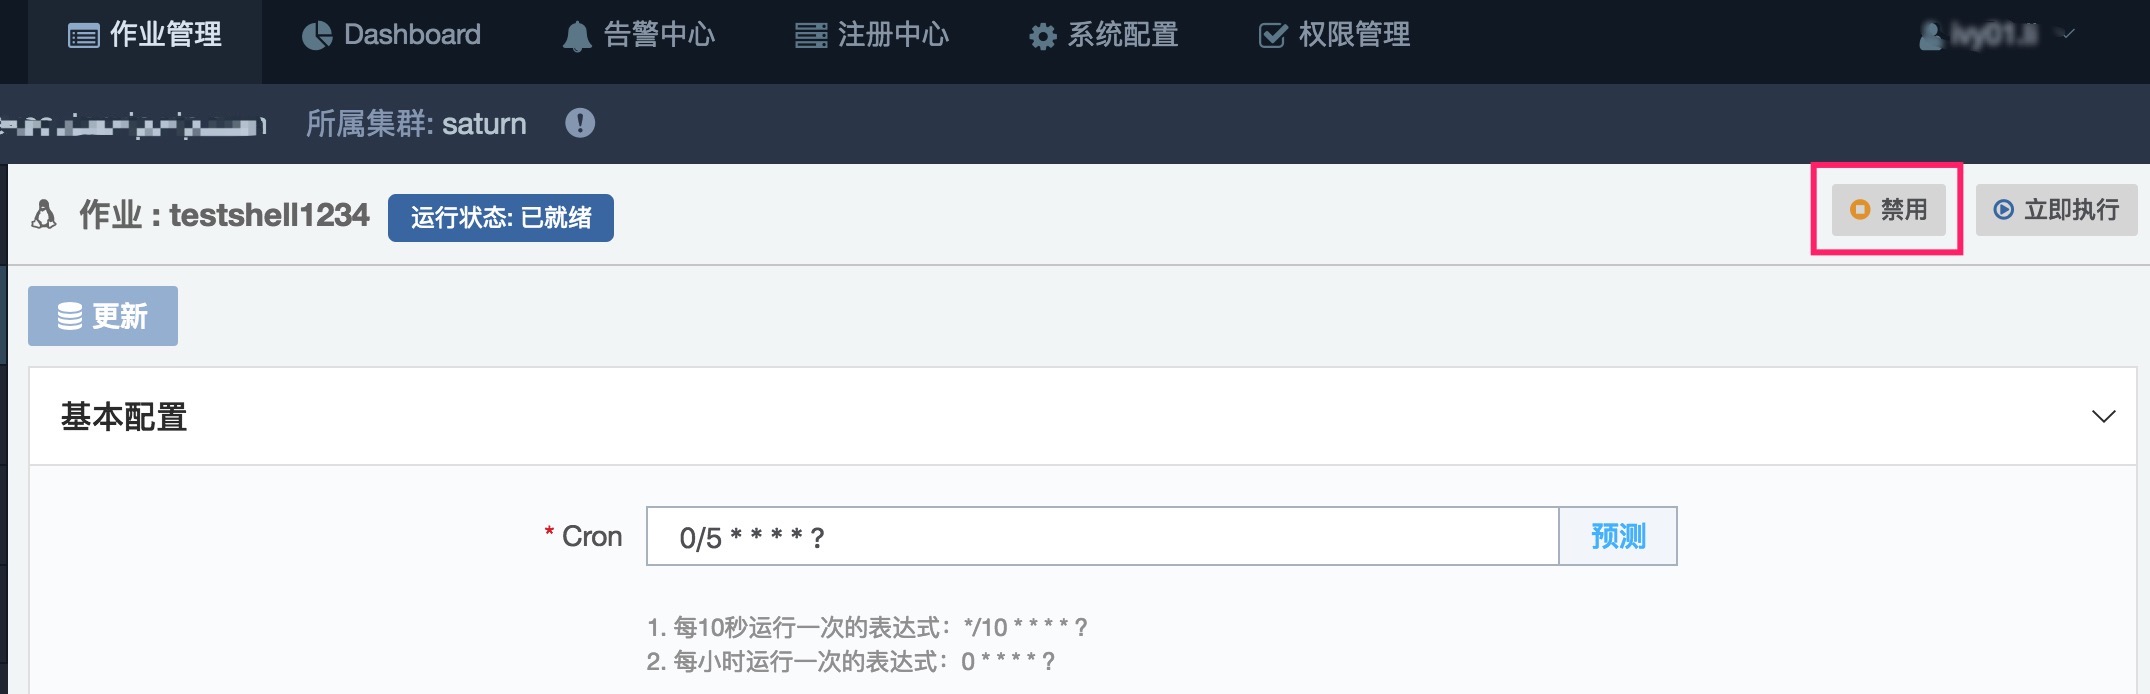 作业管理 Dashboard 告警中心 注册中心 系统配置 权限管理
所属集群: saturn
作业 : testshell1234 运行状态: 已就绪 禁用 立即执行
更新
基本配置
* Cron 0/5 * * * * ? 预测
1. 每10秒运行一次的表达式：*/10 * * * * ?
2. 每小时运行一次的表达式：0 * * * * ?